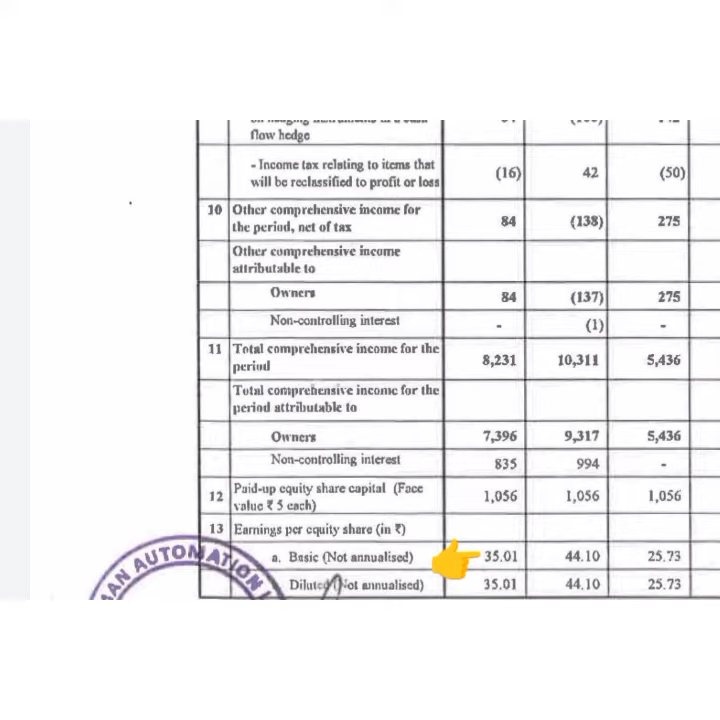 flow hedge
- Income tax relating to items that (16) 42 (50)
will be reclassified to profit or loss
10 Other comprehensive income for
the period, net of tax 84 (138) 275
Other comprehensive income
attributable to
Owners 84 (137) 275
Non-controlling interest - (1) -
11 Total comprehensive income for the
period 8,231 10,311 5,436
Total comprehensive income for the
period attributable to
Owners 7,396 9,317 5,436
Non-controlling interest 835 994 -
12 Paid-up equity share capital (Face
value ₹ 5 each) 1,056 1,056 1,056
13 Earnings per equity share (in ₹)
a. Basic (Not annualised) 35.01 44.10 25.73
Diluted (Not annualised) 35.01 44.10 25.73
MAN AUTOMATION